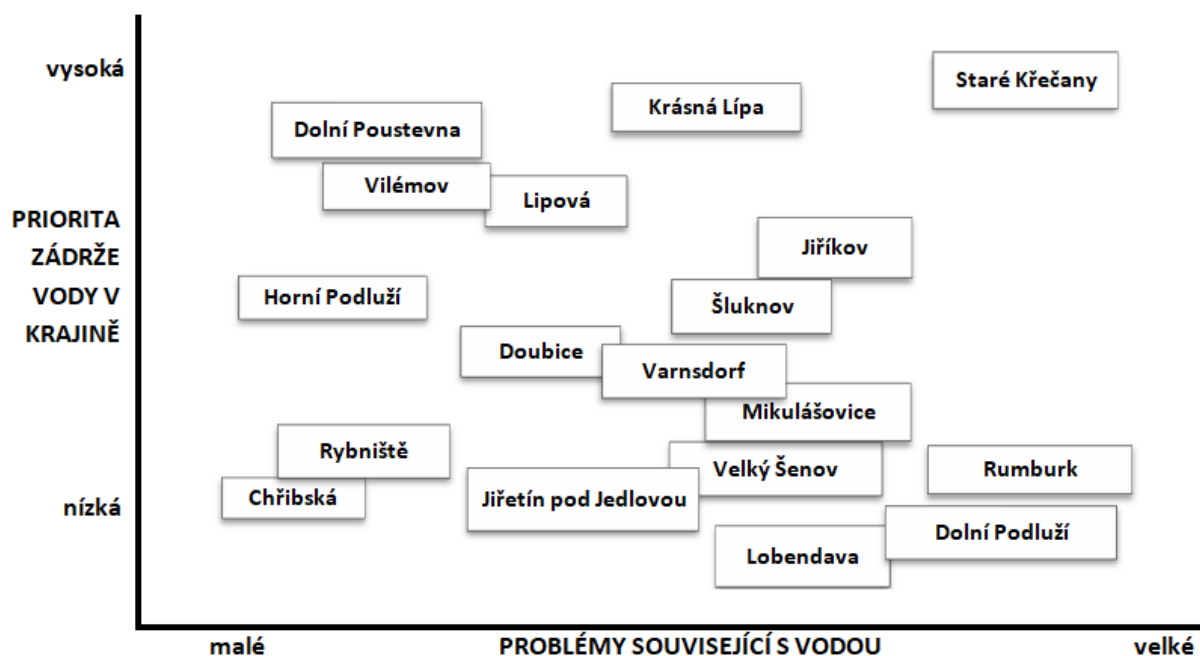 vysoká
Staré Křečany
Krásná Lípa
Dolní Poustevna
Vilémov
Lipová
PRIORITA
ZÁDRŽE
VODY V
KRAJINĚ
Jiříkov
Horní Podluží
Šluknov
Doubice
Varnsdorf
Mikulášovice
Rybniště
Velký Šenov
Rumburk
Chřibská
Jiřetín pod Jedlovou
nízká
Dolní Podluží
Lobendava
malé
PROBLÉMY SOUVISEJÍCÍ S VODOU
velké